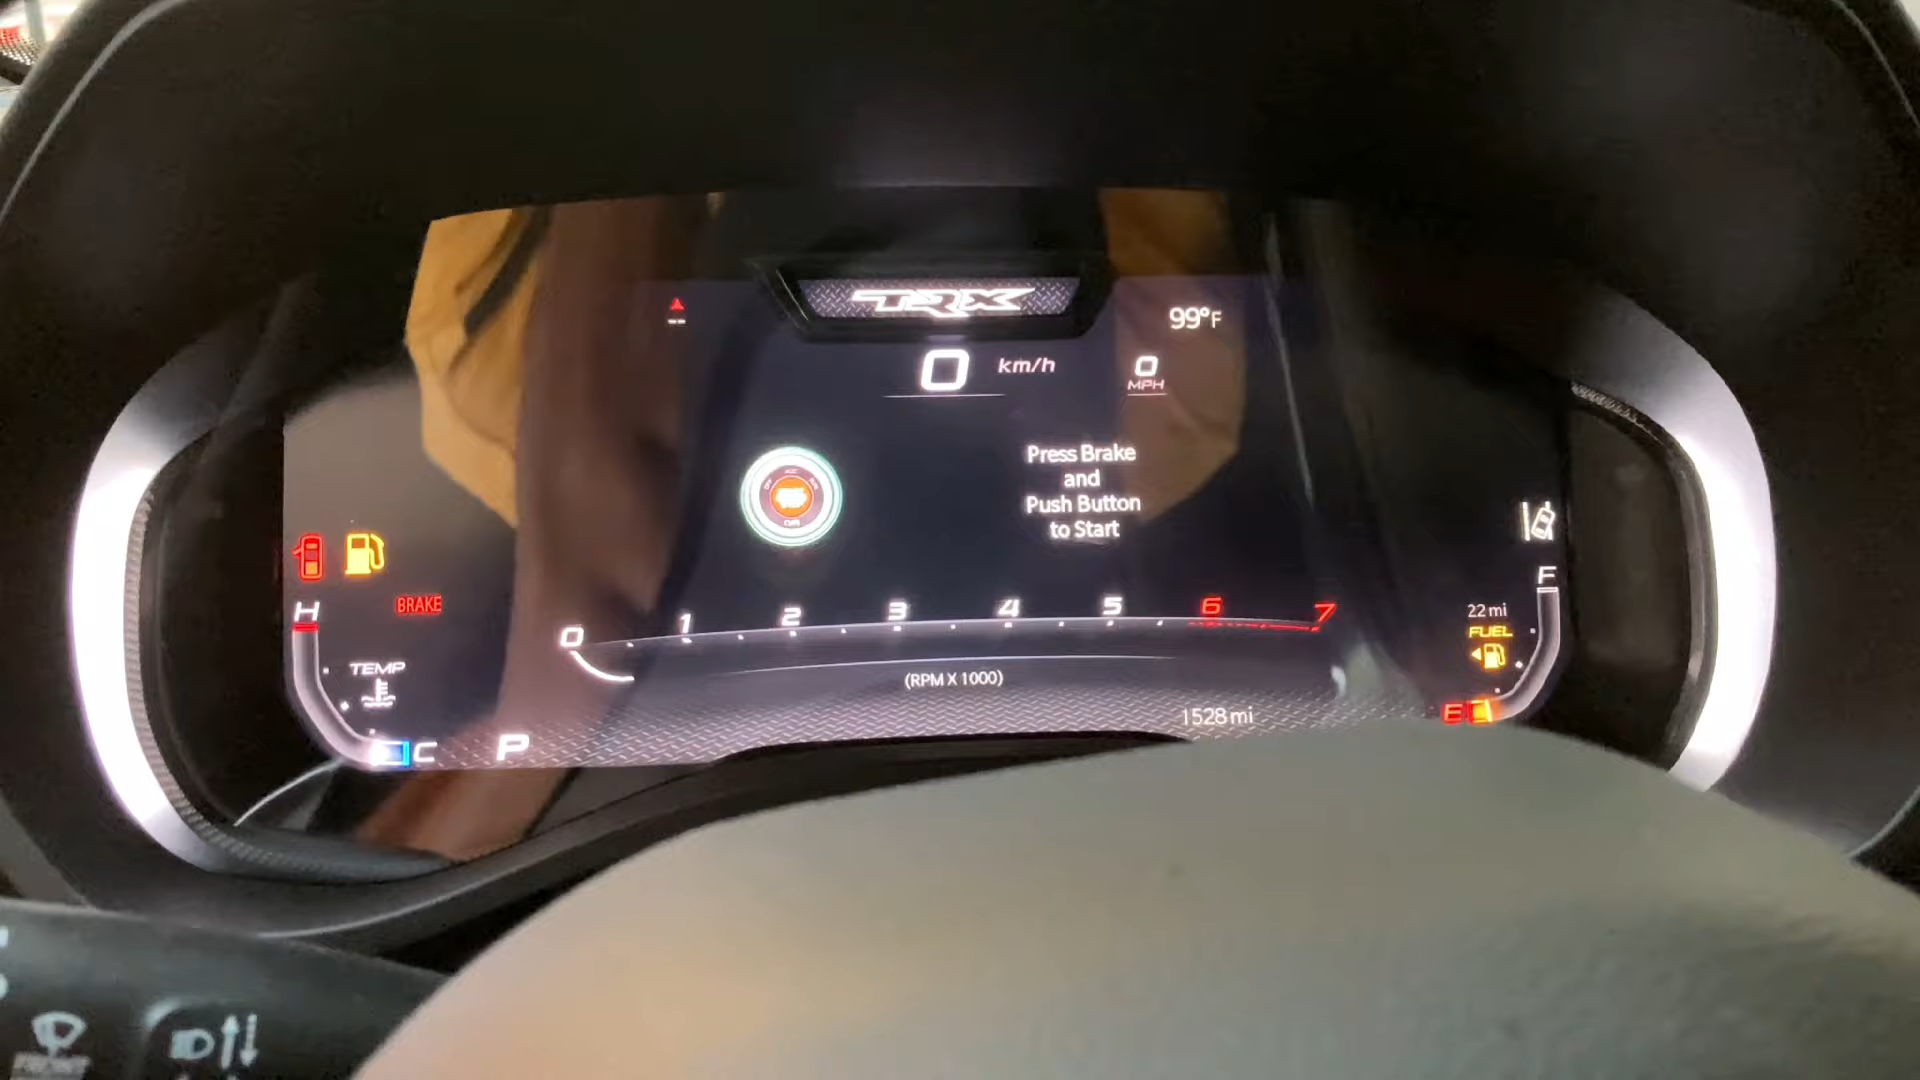 TRX
99°F
0 km/h
0
MPH
Press Brake
and
Push Button
to Start
F
H
BRAKE
22 mi
FUEL
0 1 2 3 4 5 6 7
TEMP
(RPM X 1000)
E
1528 mi
C
P
FRONT